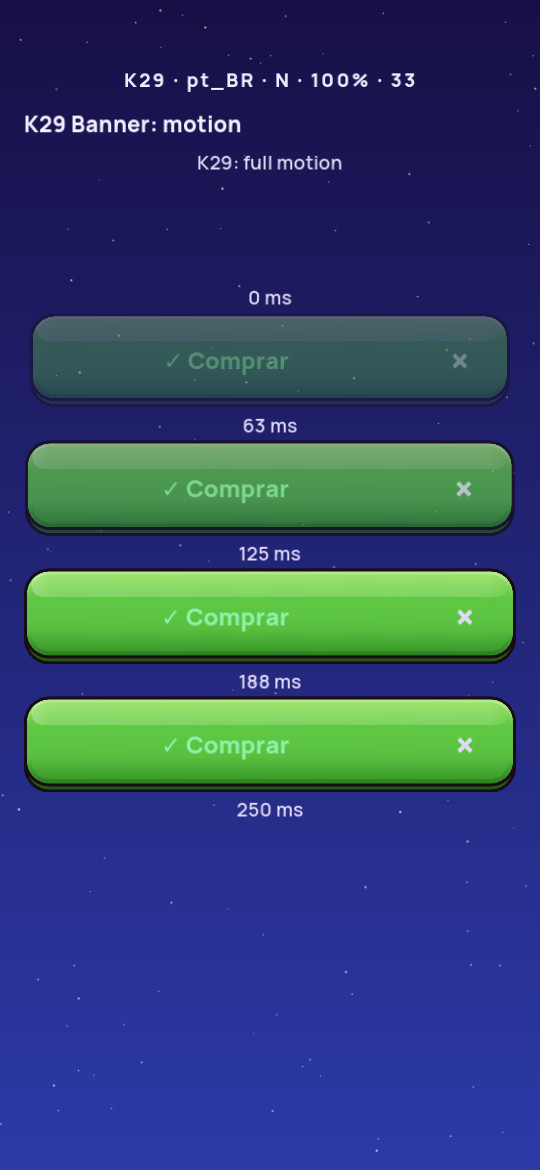 K29 · pt_BR · N · 100% · 33
K29 Banner: motion
K29: full motion
0 ms
✓ Comprar ×
63 ms
✓ Comprar ×
125 ms
✓ Comprar ×
188 ms
✓ Comprar ×
250 ms